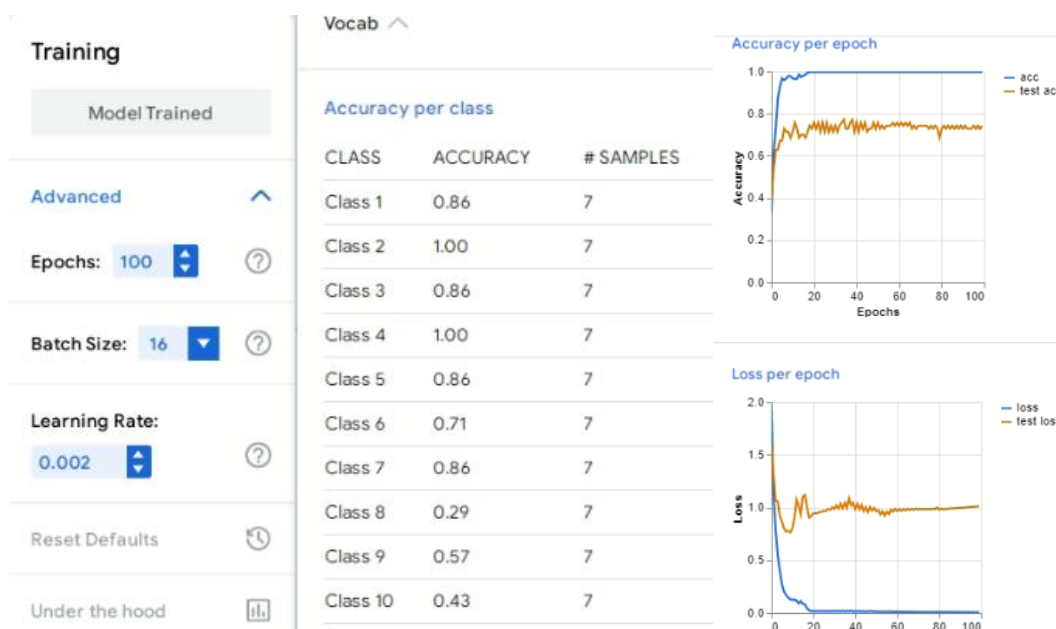 Training
Model Trained
Advanced
Epochs: 100
Batch Size: 16
Learning Rate:
0.002
Reset Defaults
Under the hood
Vocab
Accuracy per class
CLASS ACCURACY # SAMPLES
Class 1 0.86 7
Class 2 1.00 7
Class 3 0.86 7
Class 4 1.00 7
Class 5 0.86 7
Class 6 0.71 7
Class 7 0.86 7
Class 8 0.29 7
Class 9 0.57 7
Class 10 0.43 7
Accuracy per epoch
1.0
0.8
0.6
0.4
0.2
0.0
Accuracy
0 20 40 60 80 100
Epochs
acc
test ac
Loss per epoch
2.0
1.5
1.0
0.5
0.0
Loss
0 20 40 60 80 100
loss
test los